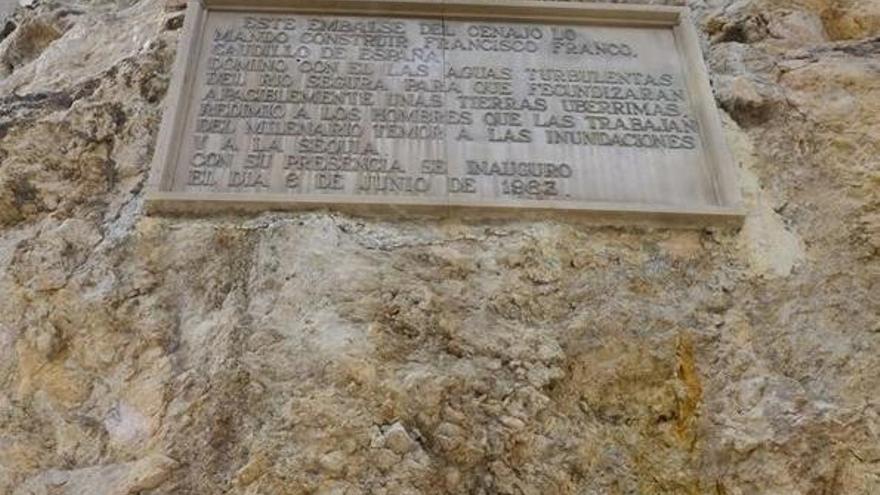 ESTE EMBALSE DEL CENAJO LO
MANDO CONSTRUIR FRANCISCO FRANCO.
CAUDILLO DE ESPAÑA
DOMINO CON EL LAS AGUAS TURBULENTAS
DEL RIO SEGURA PARA QUE FECUNDIZARAN
APACIBLEMENTE UNAS TIERRAS UBERRIMAS
REDIMIO A LOS HOMBRES QUE LAS TRABAJAN
DEL MILENARIO TEMOR A LAS INUNDACIONES
Y A LA SEQUIA
CON SU PRESENCIA SE INAUGURO
EL DIA 6 DE JUNIO DE 1963